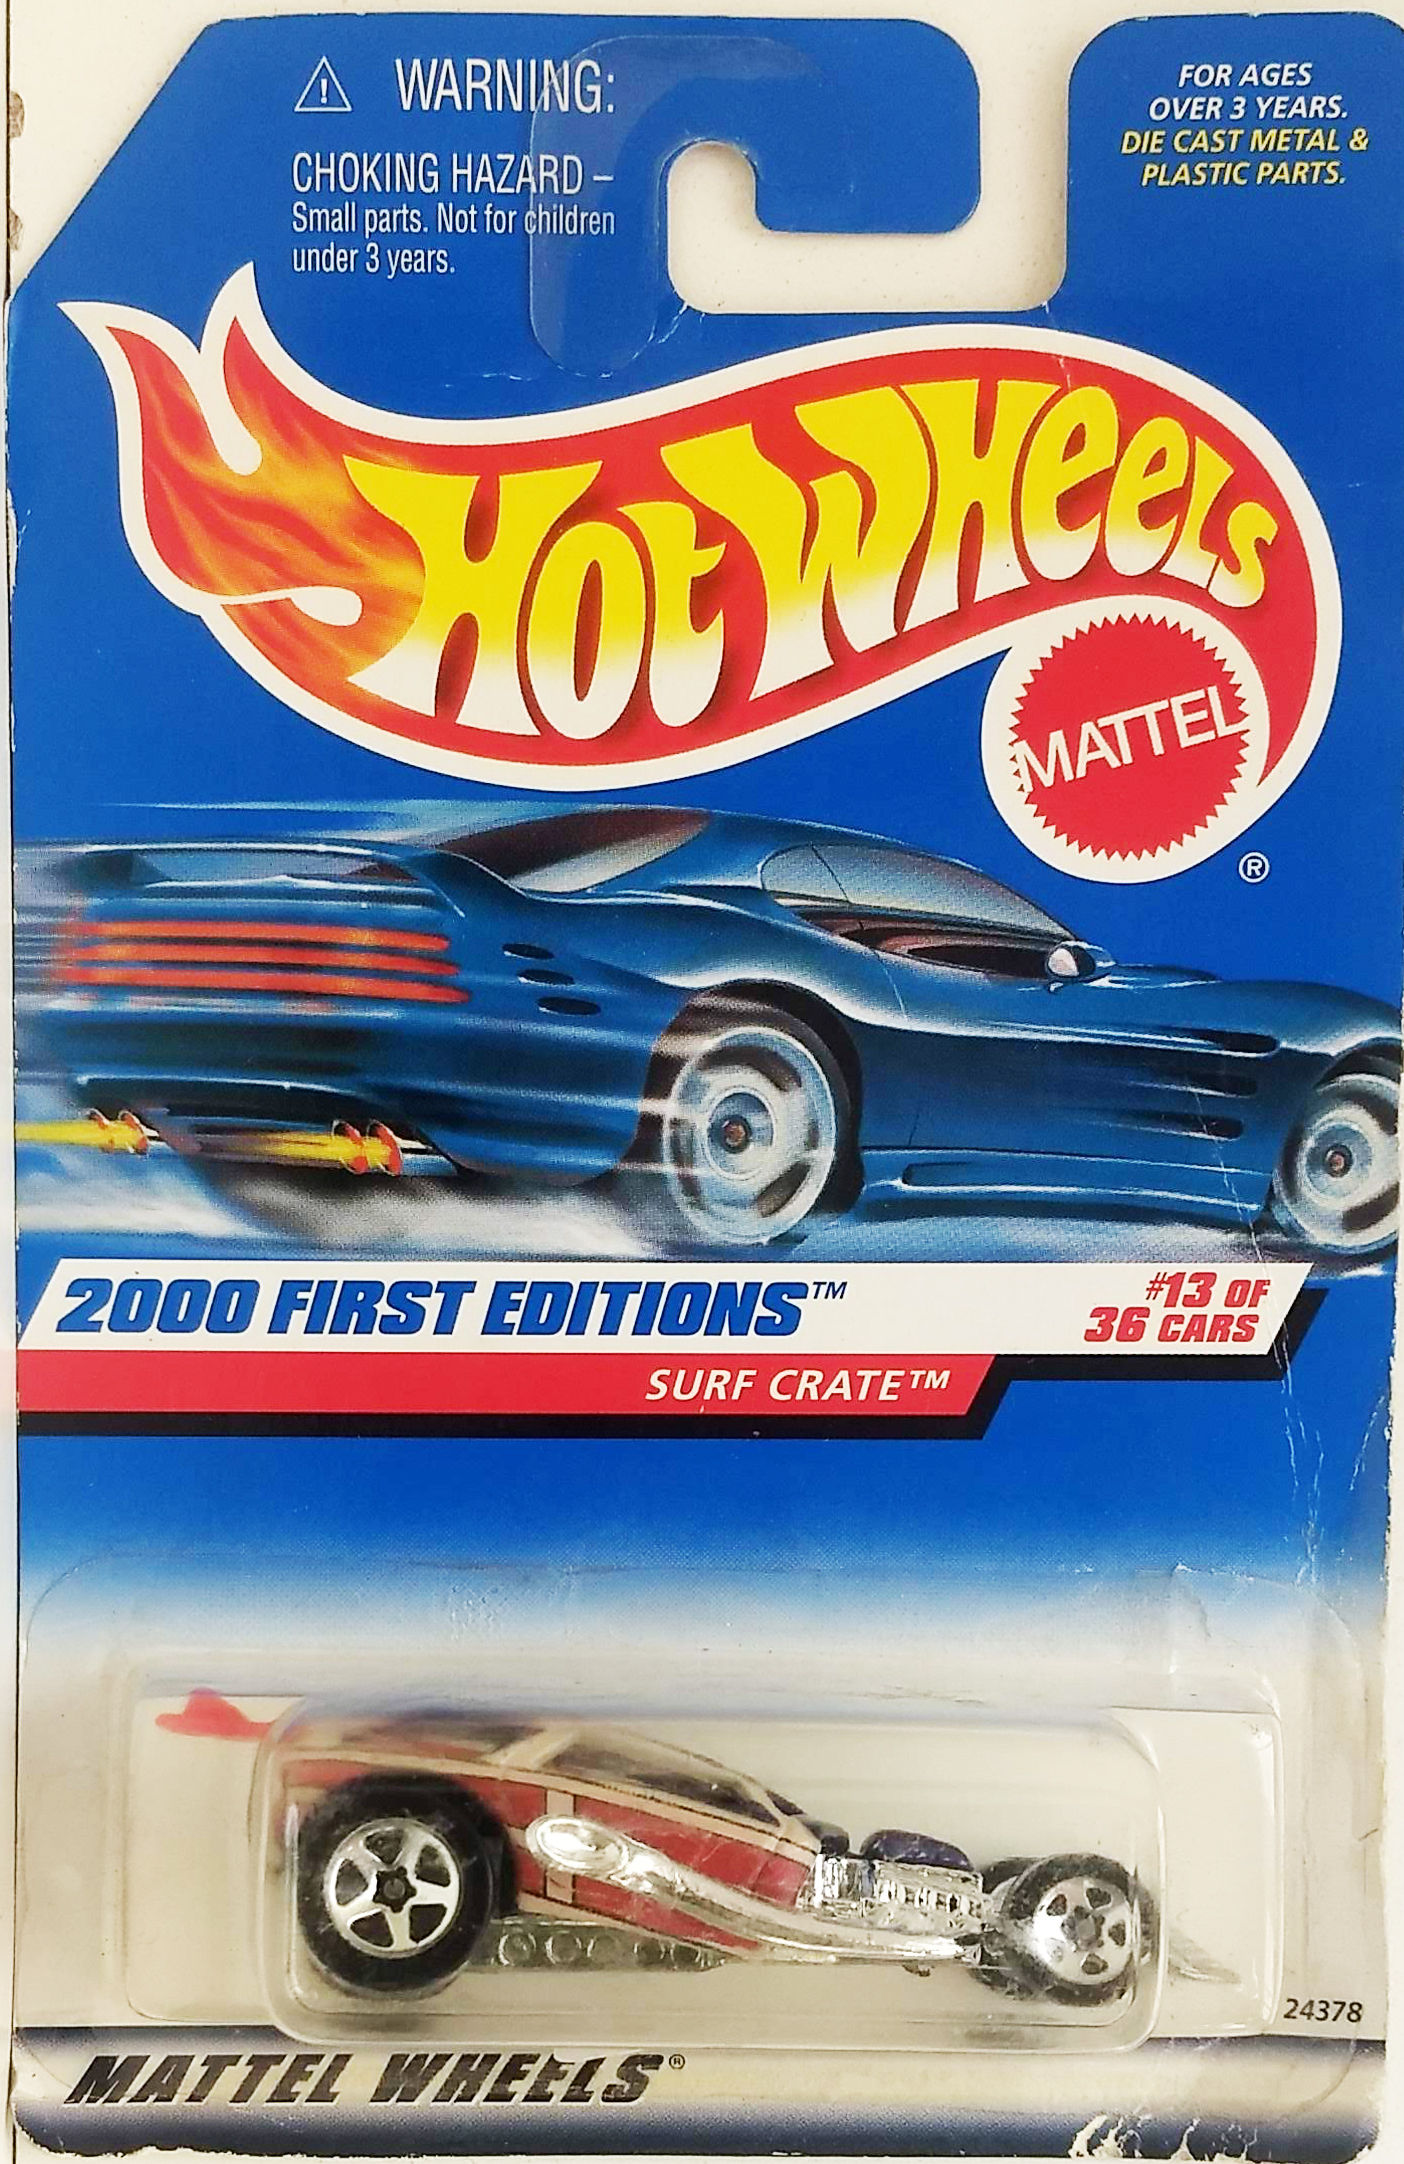 ⚠ WARNING:
CHOKING HAZARD –
Small parts. Not for children
under 3 years.
FOR AGES
OVER 3 YEARS.
DIE CAST METAL &
PLASTIC PARTS.
Hot Wheels
MATTEL
®
2000 FIRST EDITIONS™
#13 OF
36 CARS
SURF CRATE™
24378
MATTEL WHEELS®